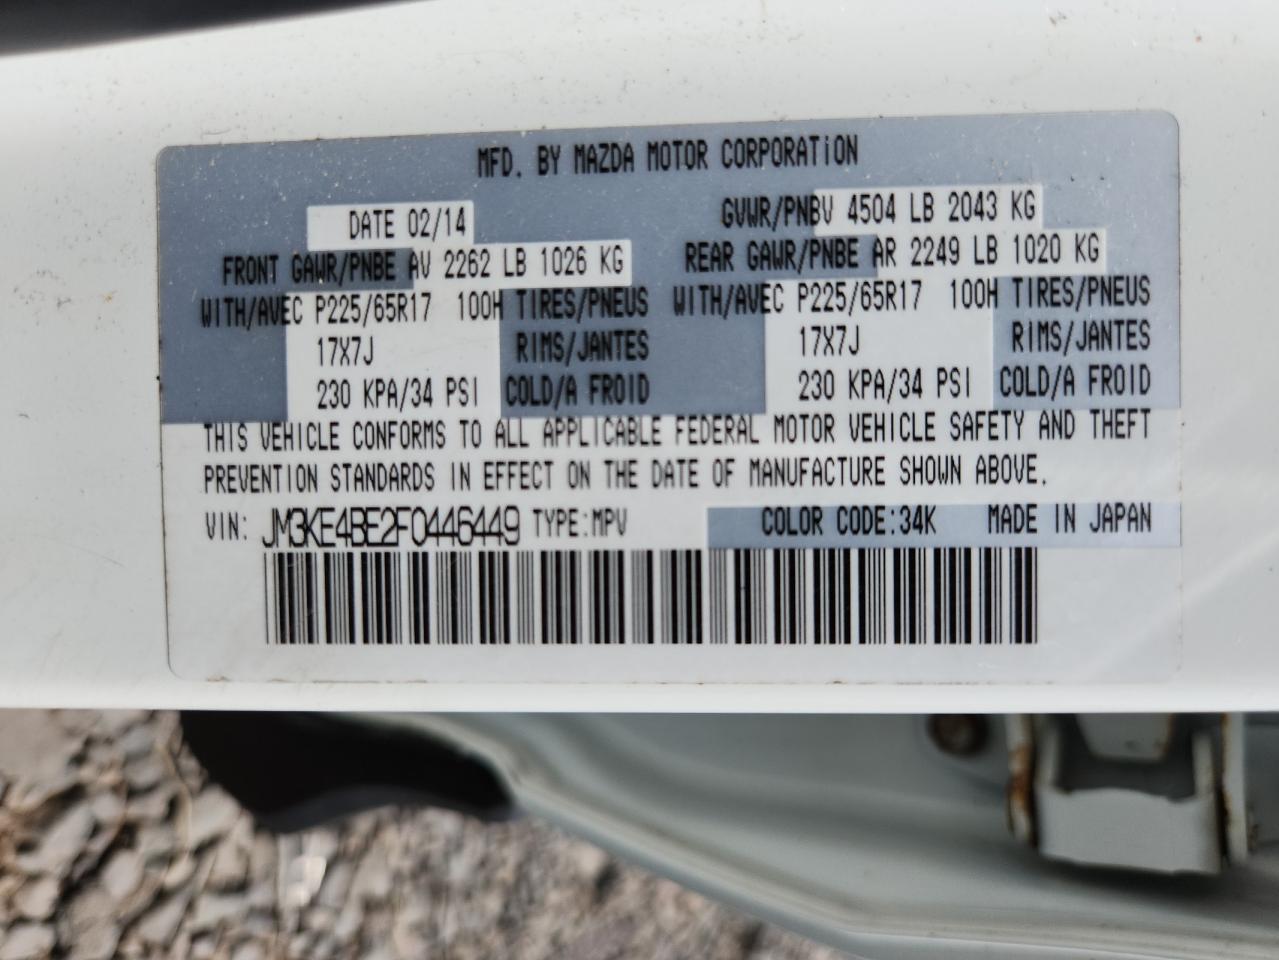 MFD. BY MAZDA MOTOR CORPORATiON
DATE 02/14 GVWR/PNBV 4504 LB 2043 KG
FRONT GAWR/PNBE AV 2262 LB 1026 KG REAR GAWR/PNBE AR 2249 LB 1020 KG
WITH/AVEC P225/65R17 100H TIRES/PNEUS WITH/AVEC P225/65R17 100H TIRES/PNEUS
17X7J RIMS/JANTES 17X7J RIMS/JANTES
230 KPA/34 PSI COLD/A FROID 230 KPA/34 PSI COLD/A FROID
THIS VEHICLE CONFORMS TO ALL APPLICABLE FEDERAL MOTOR VEHICLE SAFETY AND THEFT
PREVENTION STANDARDS IN EFFECT ON THE DATE OF MANUFACTURE SHOWN ABOVE.
VIN: JM3KE4BE2F0446449 TYPE:MPV COLOR CODE:34K MADE IN JAPAN